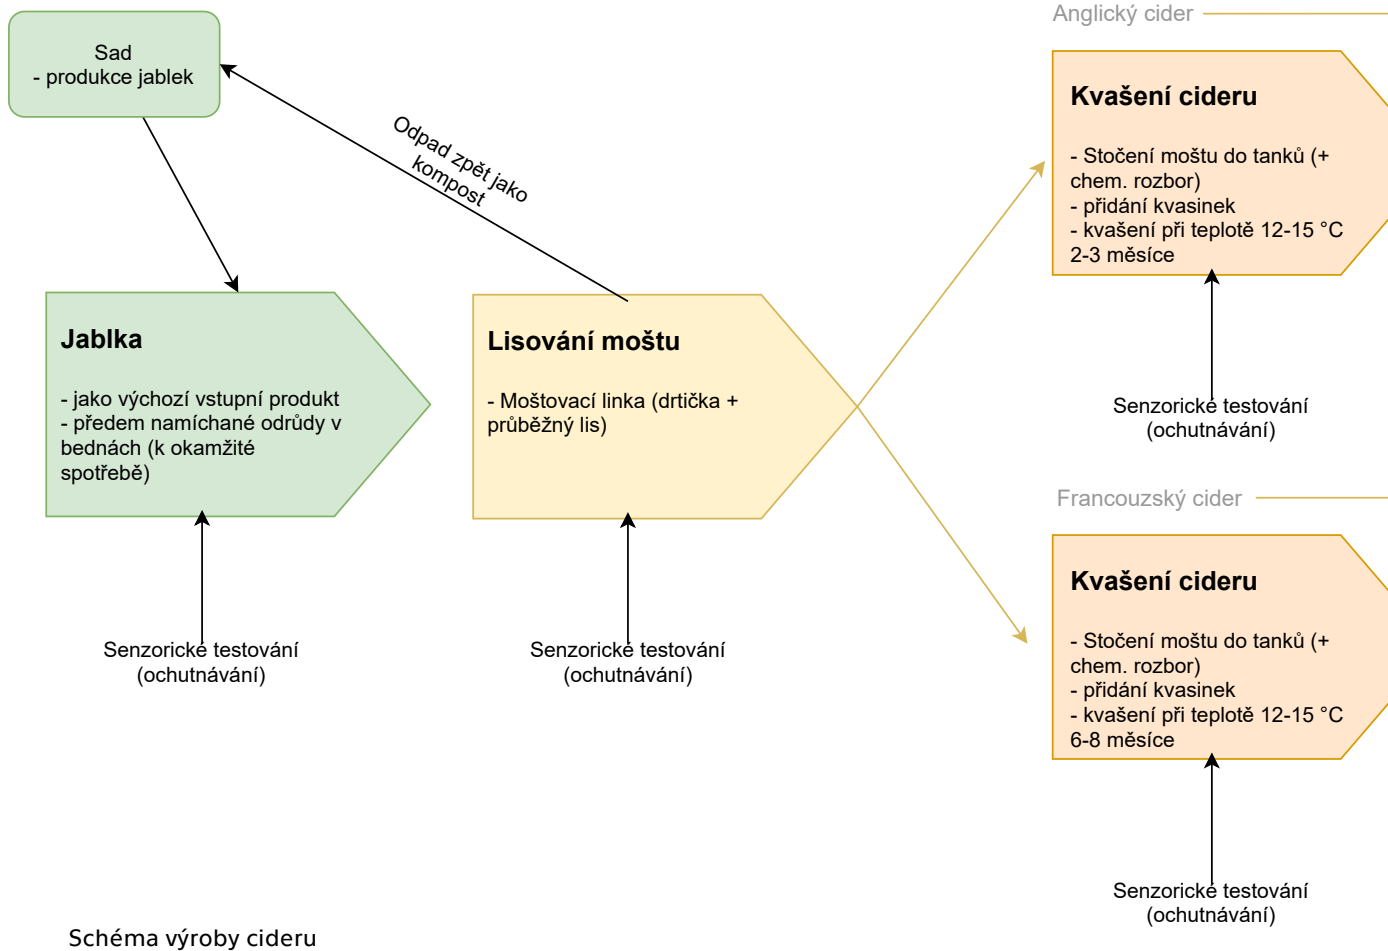 Sad
- produkce jablek
Odpad zpět jako
kompost
Jablka
- jako výchozí vstupní produkt
- předem namíchané odrůdy v
bednách (k okamžité
spotřebě)
Senzorické testování
(ochutnávání)
Lisování moštu
- Moštovací linka (drtička +
průběžný lis)
Senzorické testování
(ochutnávání)
Anglický cider
Kvašení cideru
- Stočení moštu do tanků (+
chem. rozbor)
- přidání kvasinek
- kvašení při teplotě 12-15 °C
2-3 měsíce
Senzorické testování
(ochutnávání)
Francouzský cider
Kvašení cideru
- Stočení moštu do tanků (+
chem. rozbor)
- přidání kvasinek
- kvašení při teplotě 12-15 °C
6-8 měsíce
Senzorické testování
(ochutnávání)
Schéma výroby cideru